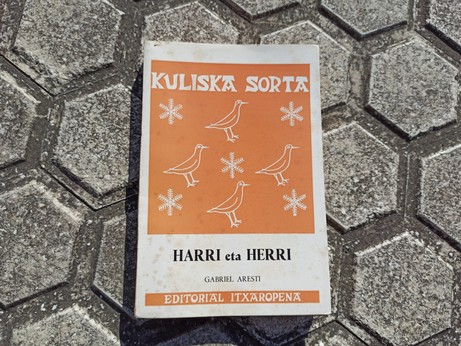 KULISKA SORTA
HARRI eta HERRI
GABRIEL ARESTI
EDITORIAL ITXAROPENA